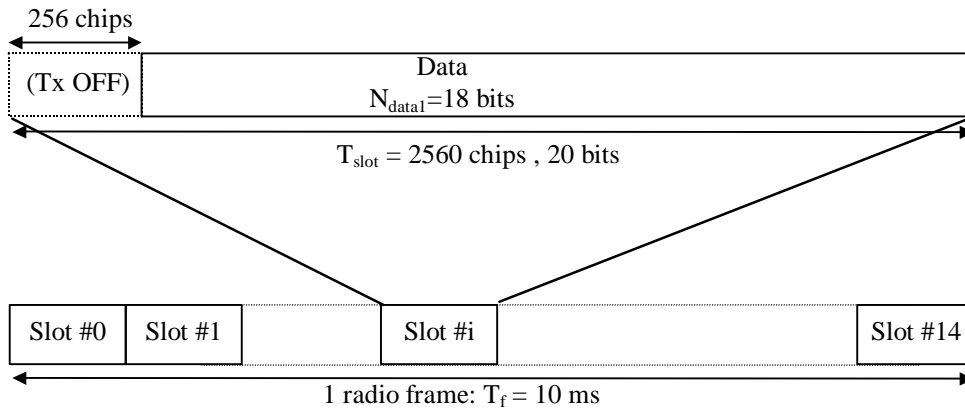 256 chips
(Tx OFF)
Data
N_data1=18 bits
T_slot = 2560 chips , 20 bits
Slot #0
Slot #1
Slot #i
Slot #14
1 radio frame: T_f = 10 ms